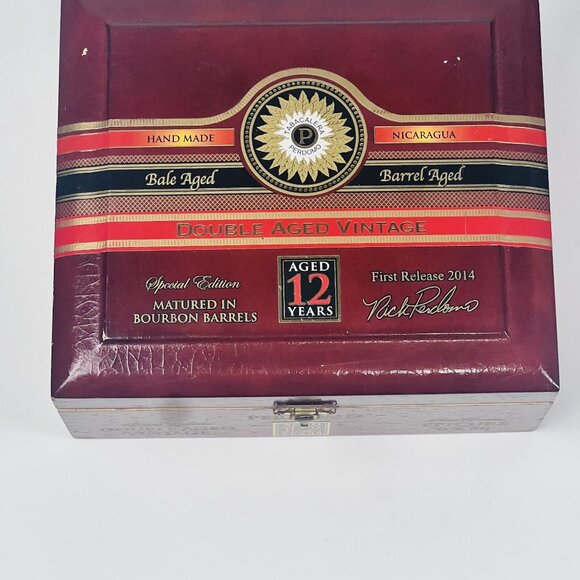 TABACALERA
P
PERDOMO
HAND MADE
NICARAGUA
Bale Aged
Barrel Aged
DOUBLE AGED VINTAGE
Special Edition
MATURED IN
BOURBON BARRELS
AGED
12
YEARS
First Release 2014
Nick Perdomo